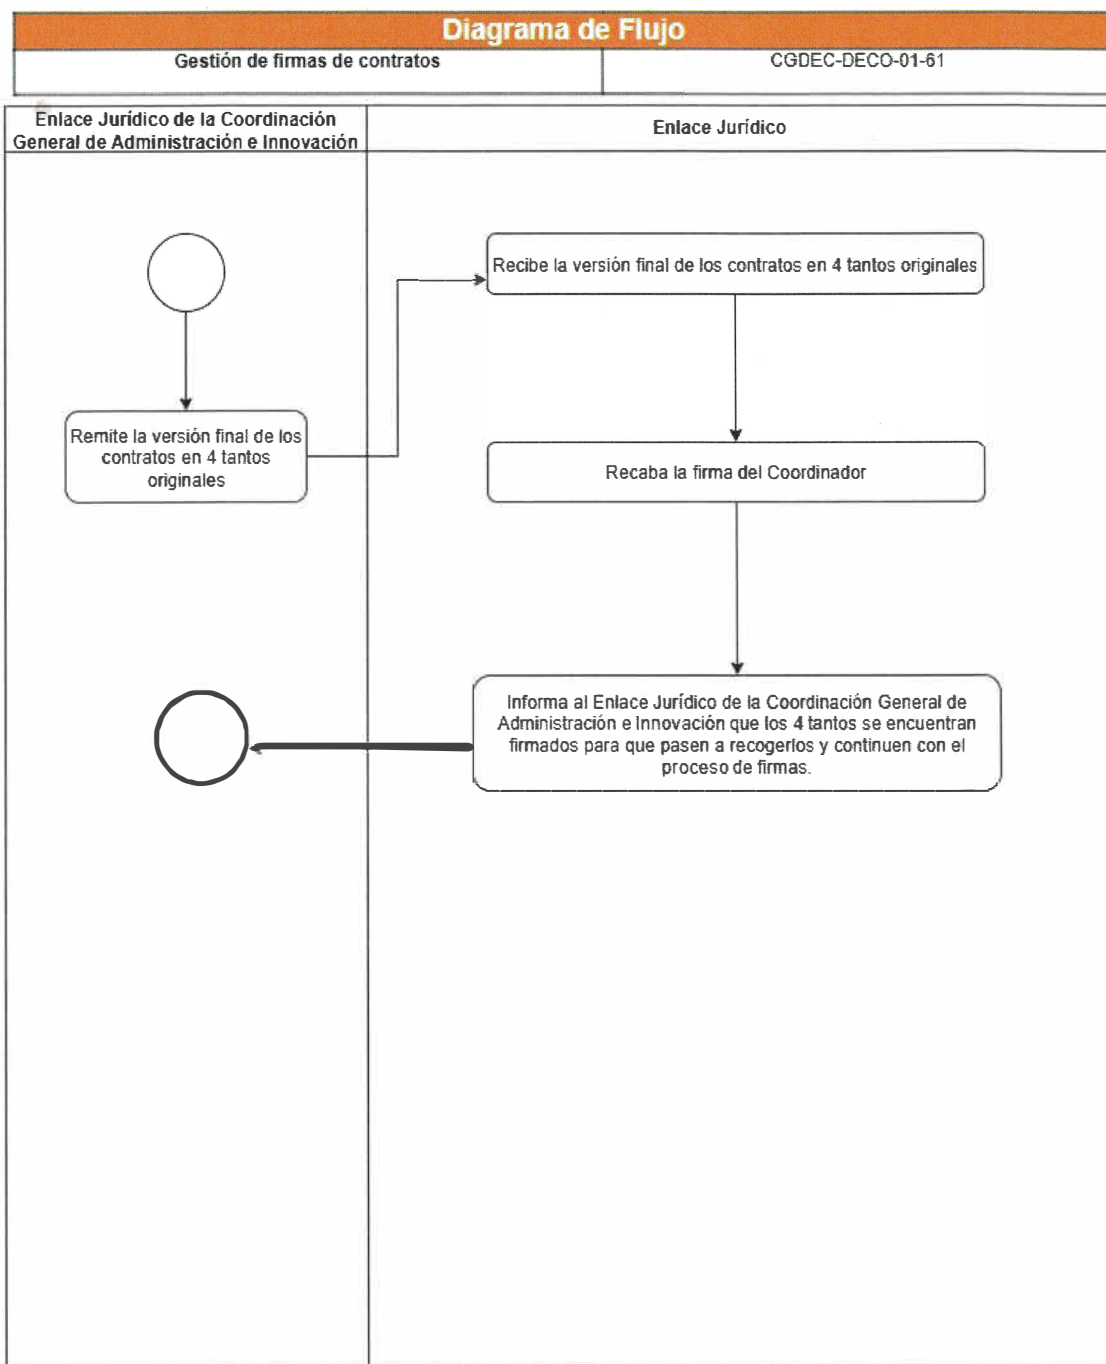 Diagrama de Flujo
Gestión de firmas de contratos
CGDEC-DECO-01-61
Enlace Jurídico de la Coordinación
General de Administración e Innovación
Enlace Jurídico
Recibe la versión final de los contratos en 4 tantos originales
Remite la versión final de los
contratos en 4 tantos
originales
Recaba la firma del Coordinador
Informa al Enlace Jurídico de la Coordinación General de
Administración e Innovación que los 4 tantos se encuentran
firmados para que pasen a recogerlos y continuen con el
proceso de firmas.